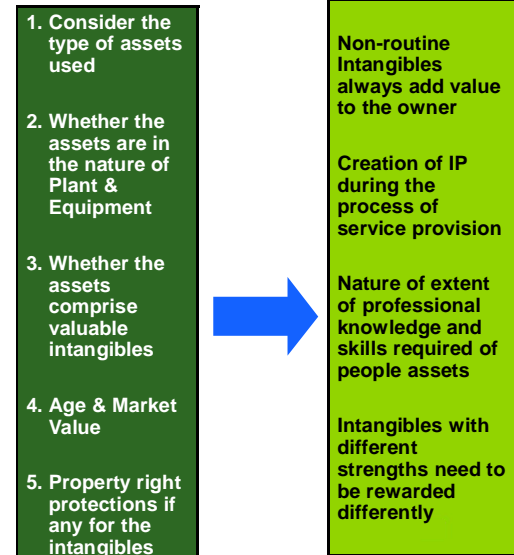 1. Consider the
type of assets
used
2. Whether the
assets are in
the nature of
Plant &
Equipment
3. Whether the
assets
comprise
valuable
intangibles
4. Age & Market
Value
5. Property right
protections if
any for the
intangibles
Non-routine
Intangibles
always add value
to the owner
Creation of IP
during the
process of
service provision
Nature of extent
of professional
knowledge and
skills required of
people assets
Intangibles with
different
strengths need to
be rewarded
differently